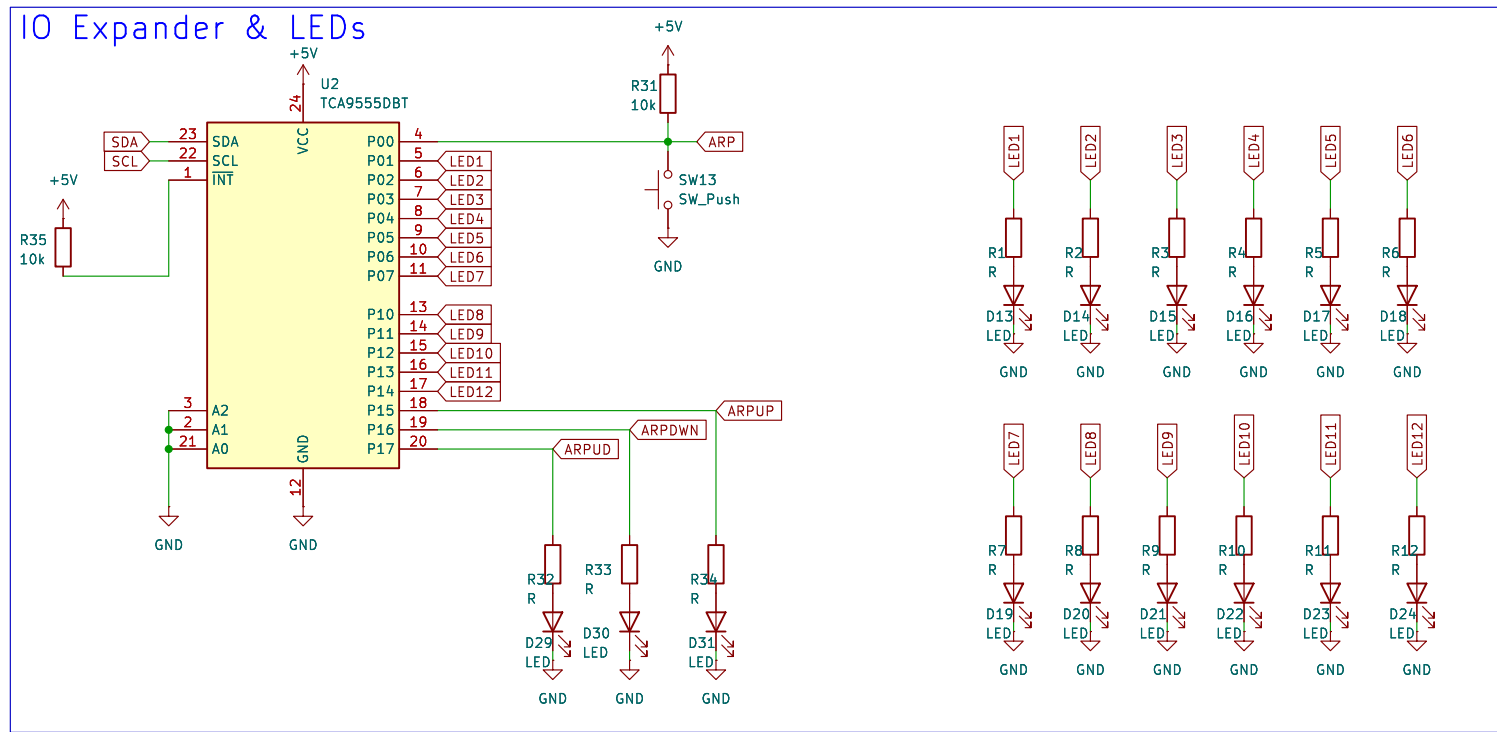 IO Expander & LEDs
+5V
U2
TCA9555DBT
24
VCC
SDA
23
SDA
SCL
22
SCL
1
INT
+5V
R35
10k
3
A2
2
A1
21
A0
GND
12
GND
GND
P00
4
P01
5
LED1
P02
6
LED2
P03
7
LED3
P04
8
LED4
P05
9
LED5
P06
10
LED6
P07
11
LED7
P10
13
LED8
P11
14
LED9
P12
15
LED10
P13
16
LED11
P14
17
LED12
P15
18
ARPUP
P16
19
ARPDWN
P17
20
ARPUD
+5V
R31
10k
ARP
SW13
SW_Push
GND
R32
R
D29
LED
GND
R33
R
D30
LED
GND
R34
R
D31
LED
GND
LED1
R1
R
D13
LED
GND
LED2
R2
R
D14
LED
GND
LED3
R3
R
D15
LED
GND
LED4
R4
R
D16
LED
GND
LED5
R5
R
D17
LED
GND
LED6
R6
R
D18
LED
GND
LED7
R7
R
D19
LED
GND
LED8
R8
R
D20
LED
GND
LED9
R9
R
D21
LED
GND
LED10
R10
R
D22
LED
GND
LED11
R11
R
D23
LED
GND
LED12
R12
R
D24
LED
GND